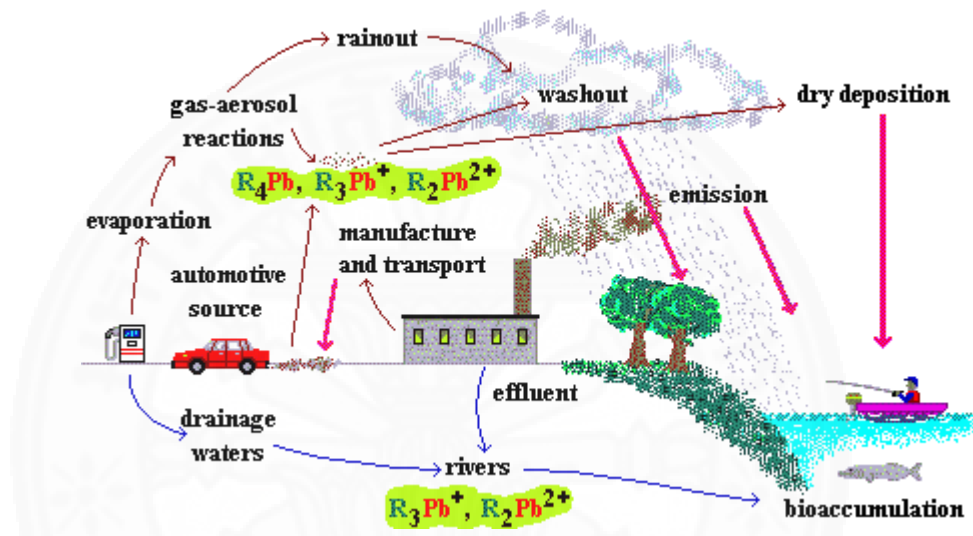 rainout
gas-aerosol
reactions
washout
dry deposition
R₄Pb, R₃Pb⁺, R₂Pb²⁺
emission
evaporation
manufacture
and transport
automotive
source
effluent
drainage
waters
rivers
R₃Pb⁺, R₂Pb²⁺
bioaccumulation